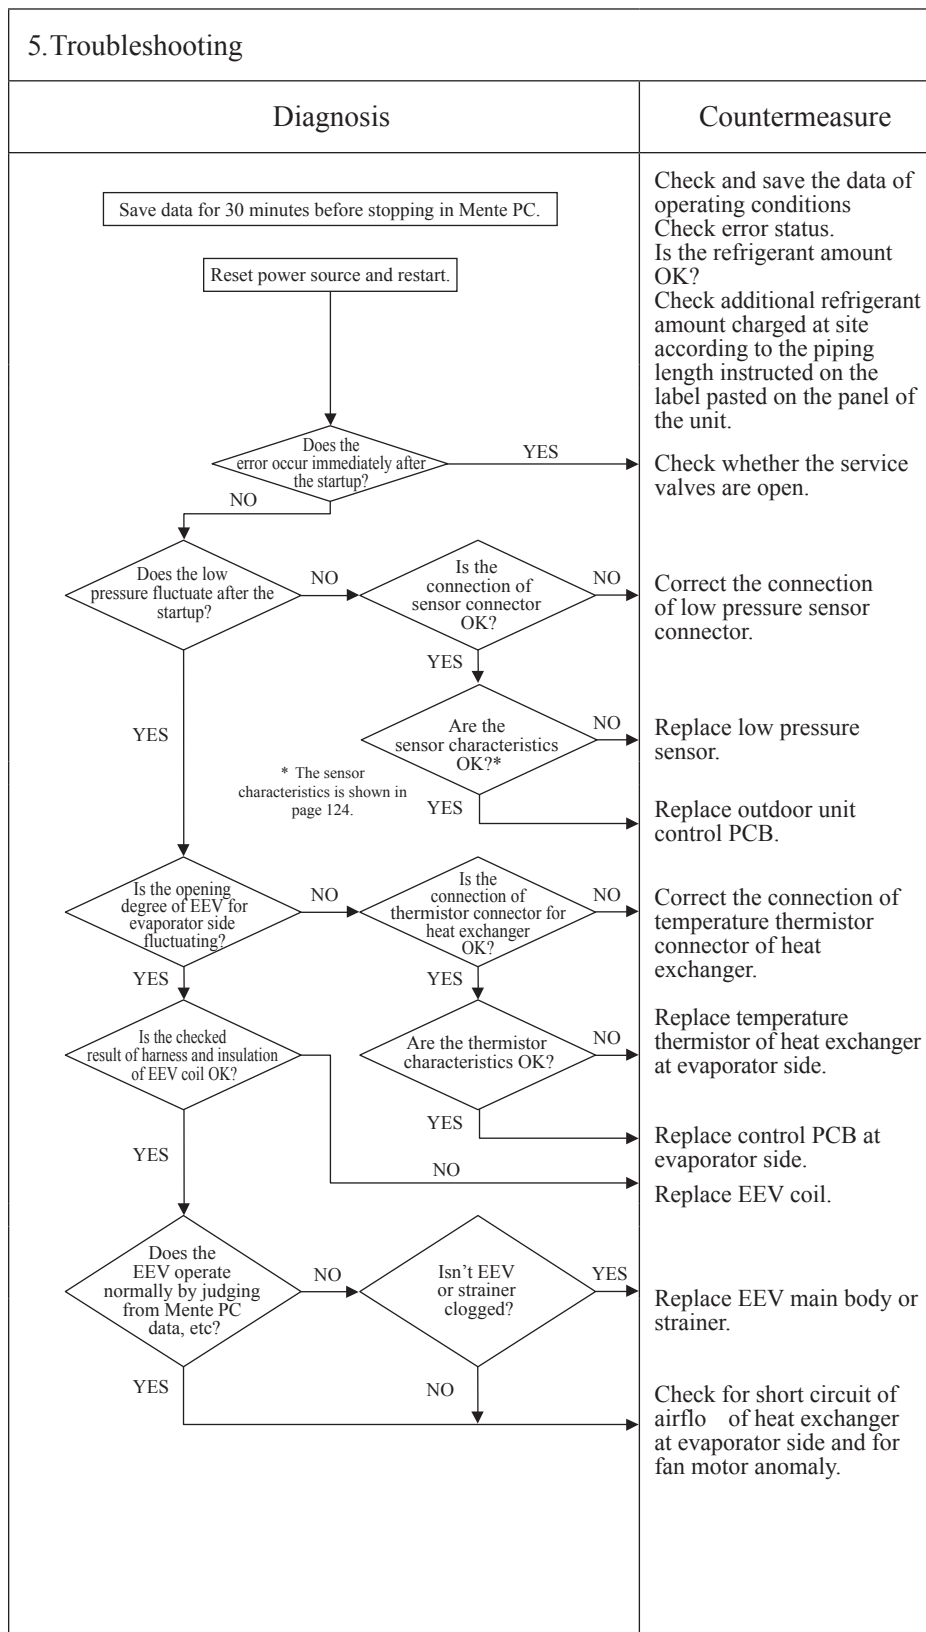 5.Troubleshooting
Diagnosis
Countermeasure
Save data for 30 minutes before stopping in Mente PC.
Check and save the data of
operating conditions
Check error status.
Is the refrigerant amount
OK?
Check additional refrigerant
amount charged at site
according to the piping
length instructed on the
label pasted on the panel of
the unit.
Reset power source and restart.
Does the
error occur immediately after
the startup?
YES
Check whether the service
valves are open.
NO
Does the low
pressure fluctuate after the
startup?
NO
Is the
connection of
sensor connector
OK?
NO
Correct the connection
of low pressure sensor
connector.
YES
YES
Are the
sensor characteristics
OK?*
NO
Replace low pressure
sensor.
* The sensor
characteristics is shown in
page 124.
YES
Replace outdoor unit
control PCB.
Is the opening
degree of EEV for
evaporator side
fluctuating?
NO
Is the
connection of
thermistor connector for
heat exchanger
OK?
NO
Correct the connection of
temperature thermistor
connector of heat
exchanger.
YES
YES
Is the checked
result of harness and insulation
of EEV coil OK?
Are the thermistor
characteristics OK?
NO
Replace temperature
thermistor of heat exchanger
at evaporator side.
YES
YES
Replace control PCB at
evaporator side.
NO
Replace EEV coil.
Does the
EEV operate
normally by judging
from Mente PC
data, etc?
NO
Isn't EEV
or strainer
clogged?
YES
Replace EEV main body or
strainer.
YES
NO
Check for short circuit of
airflo of heat exchanger
at evaporator side and for
fan motor anomaly.